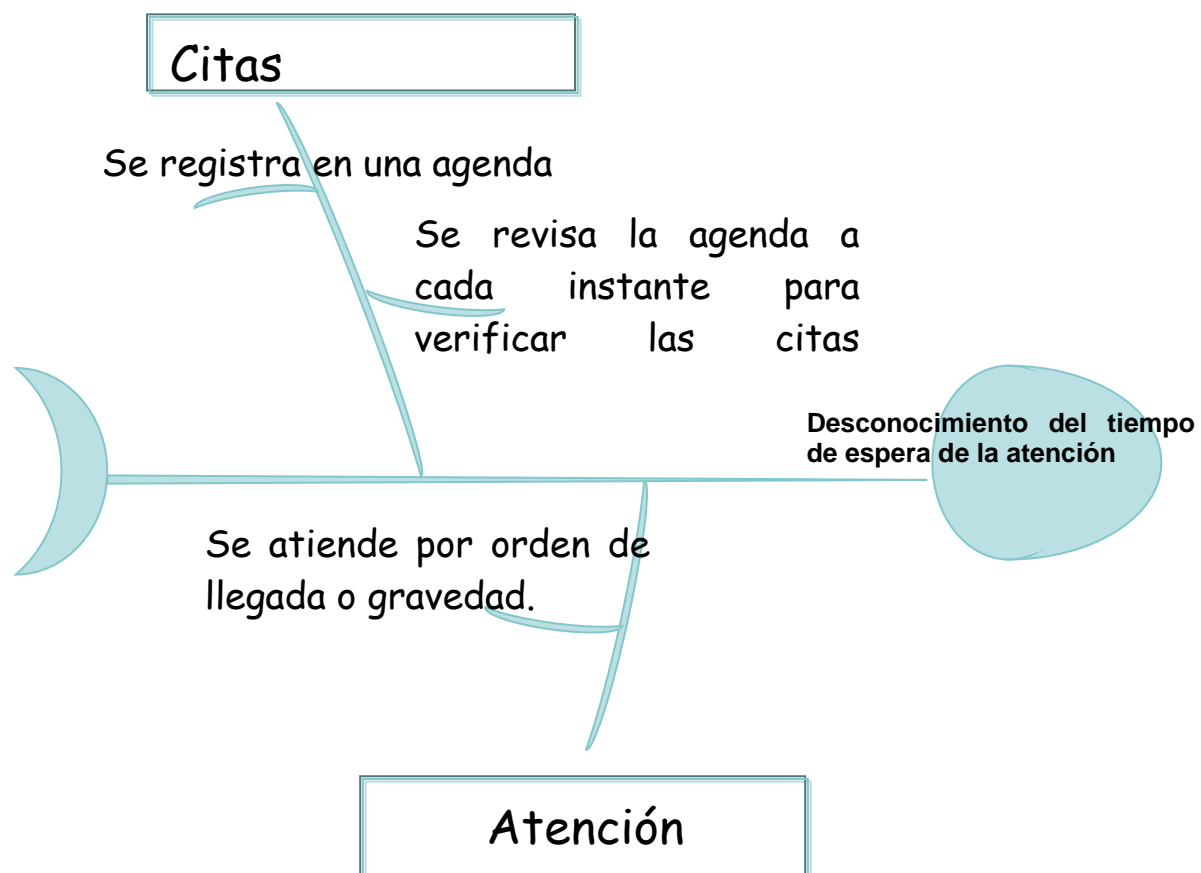 Citas
Se registra en una agenda
Se revisa la agenda a
cada instante para
verificar las citas
Desconocimiento del tiempo
de espera de la atención
Se atiende por orden de
llegada o gravedad.
Atención